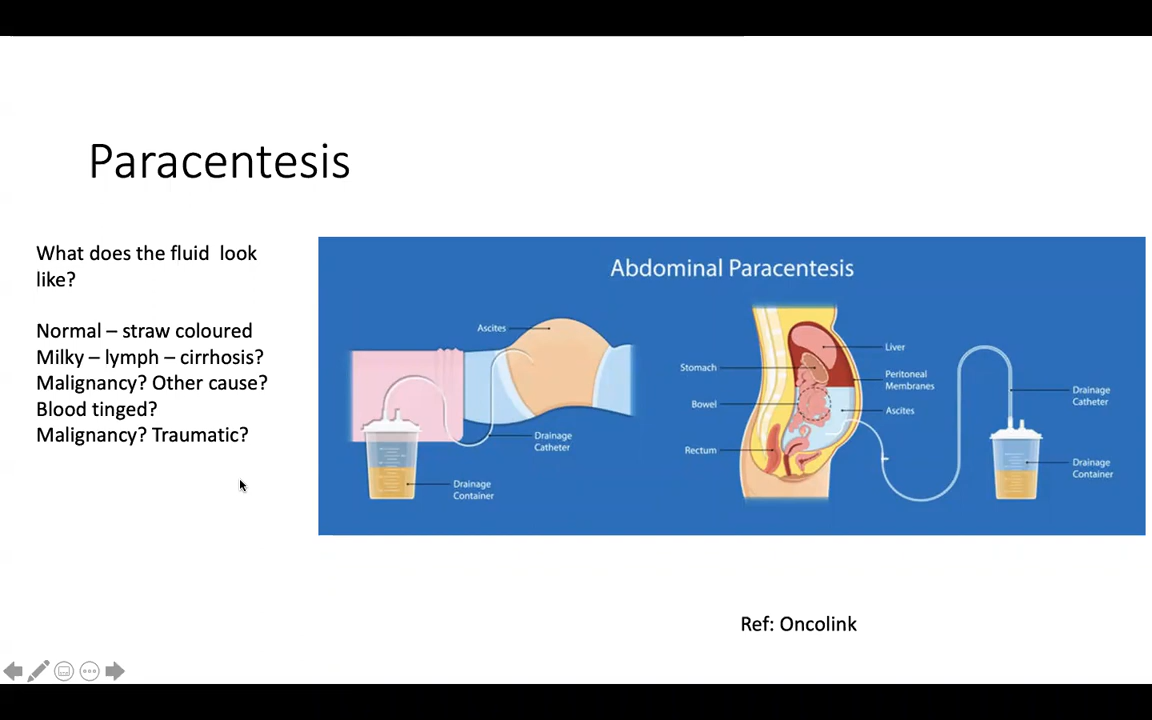 Paracentesis
What does the fluid  look
like?
Normal – straw coloured
Milky – lymph – cirrhosis?
Malignancy? Other cause?
Blood tinged?
Malignancy? Traumatic?
Abdominal Paracentesis
Ascites
Drainage
Catheter
Drainage
Container
Stomach
Bowel
Rectum
Liver
Peritoneal
Membranes
Ascites
Drainage
Catheter
Drainage
Container
Ref: Oncolink